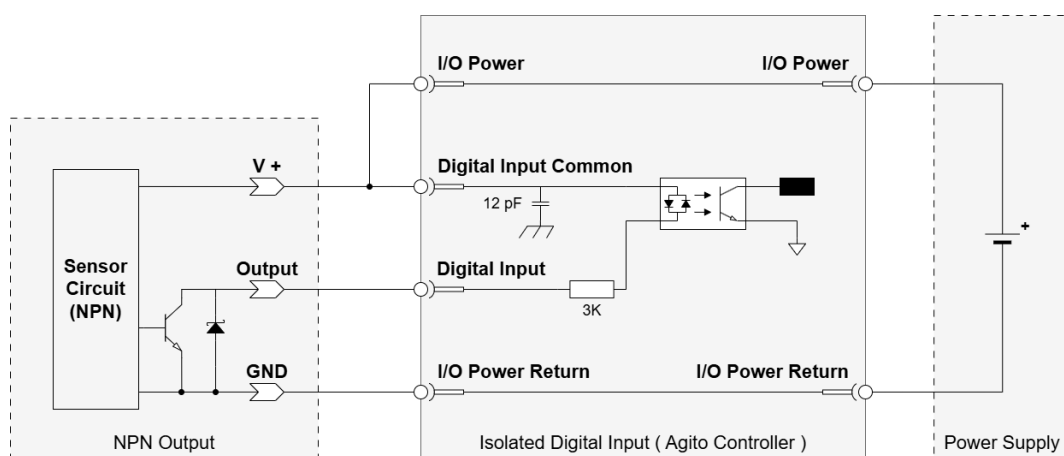 I/O Power
I/O Power
V +
Digital Input Common
12 pF
+
Sensor
Circuit
(NPN)
Output
Digital Input
3K
GND
I/O Power Return
I/O Power Return
NPN Output
Isolated Digital Input ( Agito Controller )
Power Supply